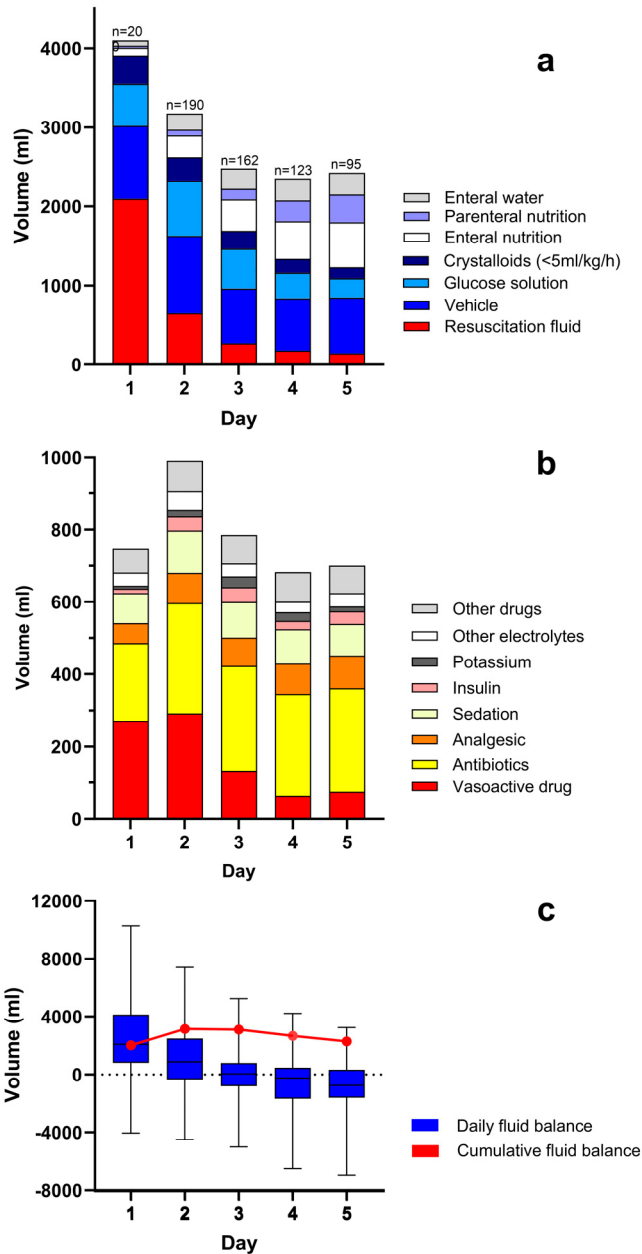 a
n=20
0
n=190
n=162
n=123
n=95
4000
3000
2000
1000
0
Volume (ml)
1 2 3 4 5
Day
Enteral water
Parenteral nutrition
Enteral nutrition
Crystalloids (<5ml/kg/h)
Glucose solution
Vehicle
Resuscitation fluid
b
1000
800
600
400
200
0
Volume (ml)
1 2 3 4 5
Day
Other drugs
Other electrolytes
Potassium
Insulin
Sedation
Analgesic
Antibiotics
Vasoactive drug
c
12000
8000
4000
0
-4000
-8000
Volume (ml)
1 2 3 4 5
Day
Daily fluid balance
Cumulative fluid balance